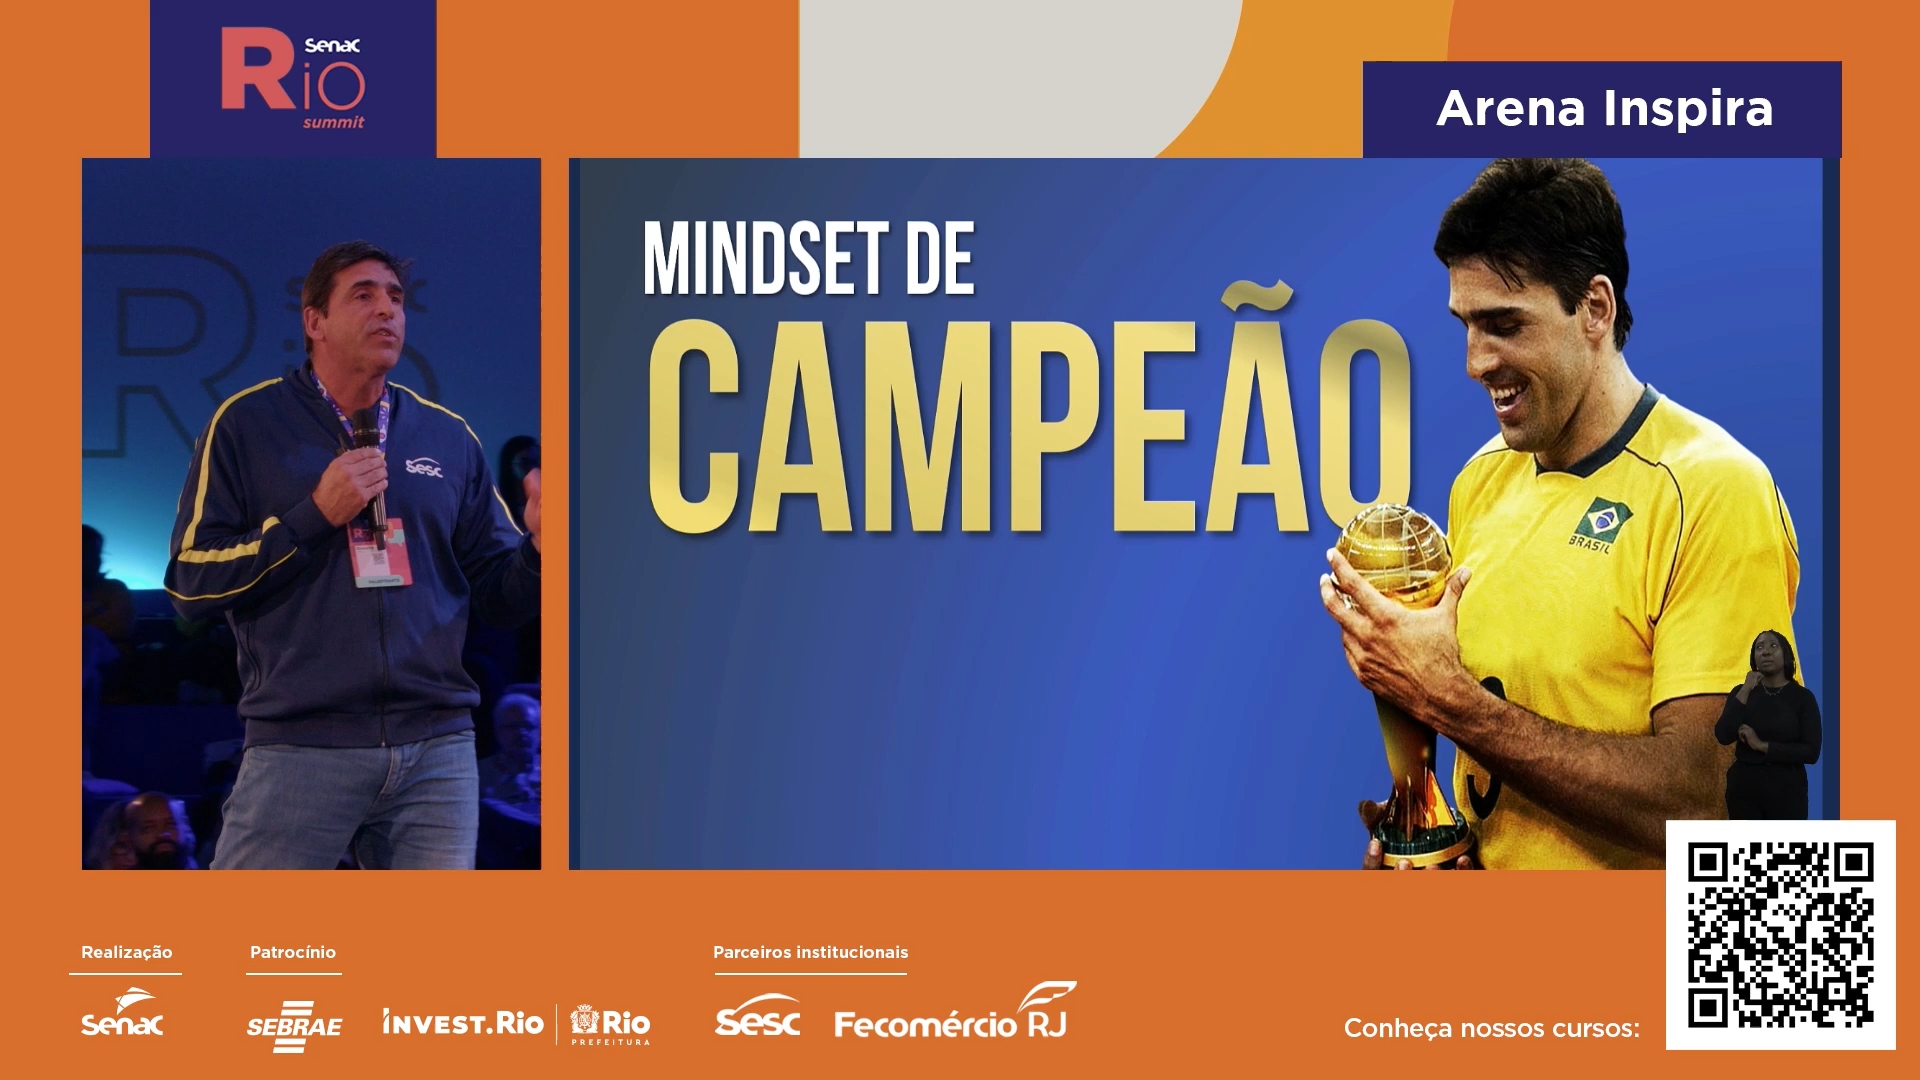 Senac
Rio
summit
Arena Inspira
MINDSET DE
CAMPEÃO
Sesc
BRASIL
Realização
Patrocínio
Parceiros institucionais
Senac
SEBRAE
INVEST.Rio
Rio
PREFEITURA
Sesc
Fecomércio RJ
Conheça nossos cursos: